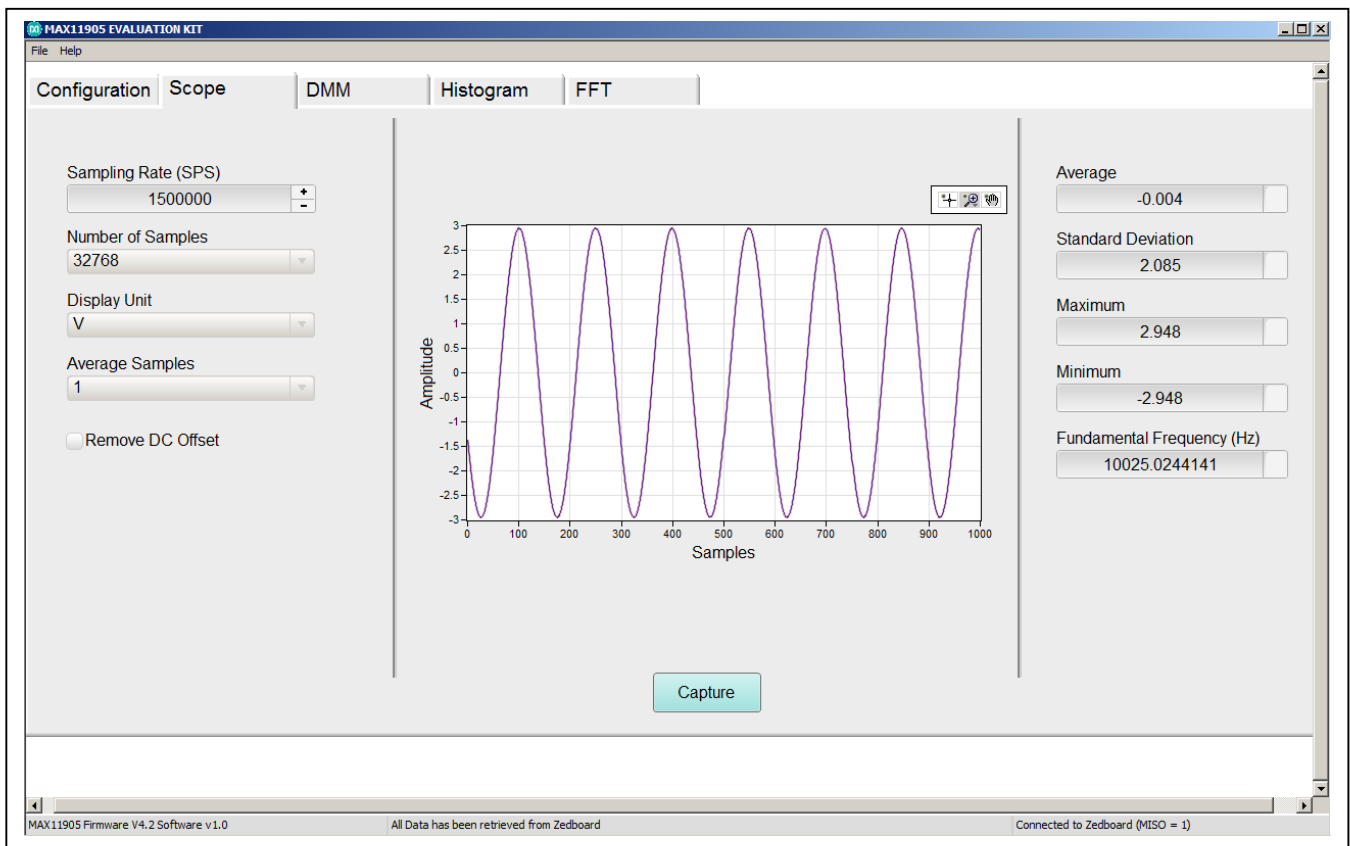 MAX11905 EVALUATION KIT
File Help
Configuration Scope DMM Histogram FFT
Sampling Rate (SPS)
1500000
+
-
Number of Samples
32768
Display Unit
V
Average Samples
1
Remove DC Offset
Amplitude
3
2.5
2
1.5
1
0.5
0
-0.5
-1
-1.5
-2
-2.5
-3
0 100 200 300 400 500 600 700 800 900 1000
Samples
Capture
Average
-0.004
Standard Deviation
2.085
Maximum
2.948
Minimum
-2.948
Fundamental Frequency (Hz)
10025.0244141
MAX11905 Firmware V4.2 Software v1.0 All Data has been retrieved from Zedboard Connected to Zedboard (MISO = 1)